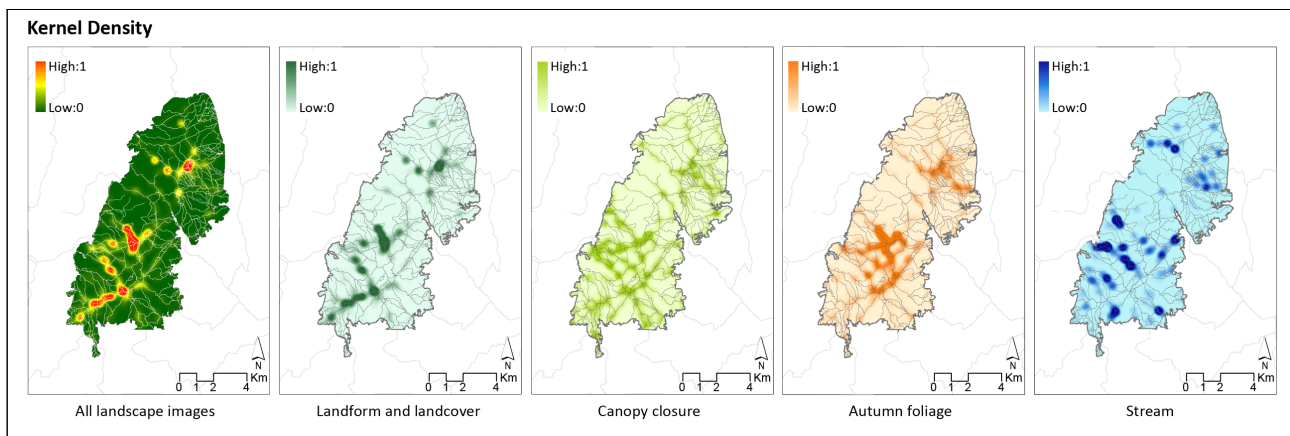 Kernel Density
High:1
Low:0
N
0 1 2 4 Km
All landscape images
High:1
Low:0
N
0 1 2 4 Km
Landform and landcover
High:1
Low:0
N
0 1 2 4 Km
Canopy closure
High:1
Low:0
N
0 1 2 4 Km
Autumn foliage
High:1
Low:0
N
0 1 2 4 Km
Stream